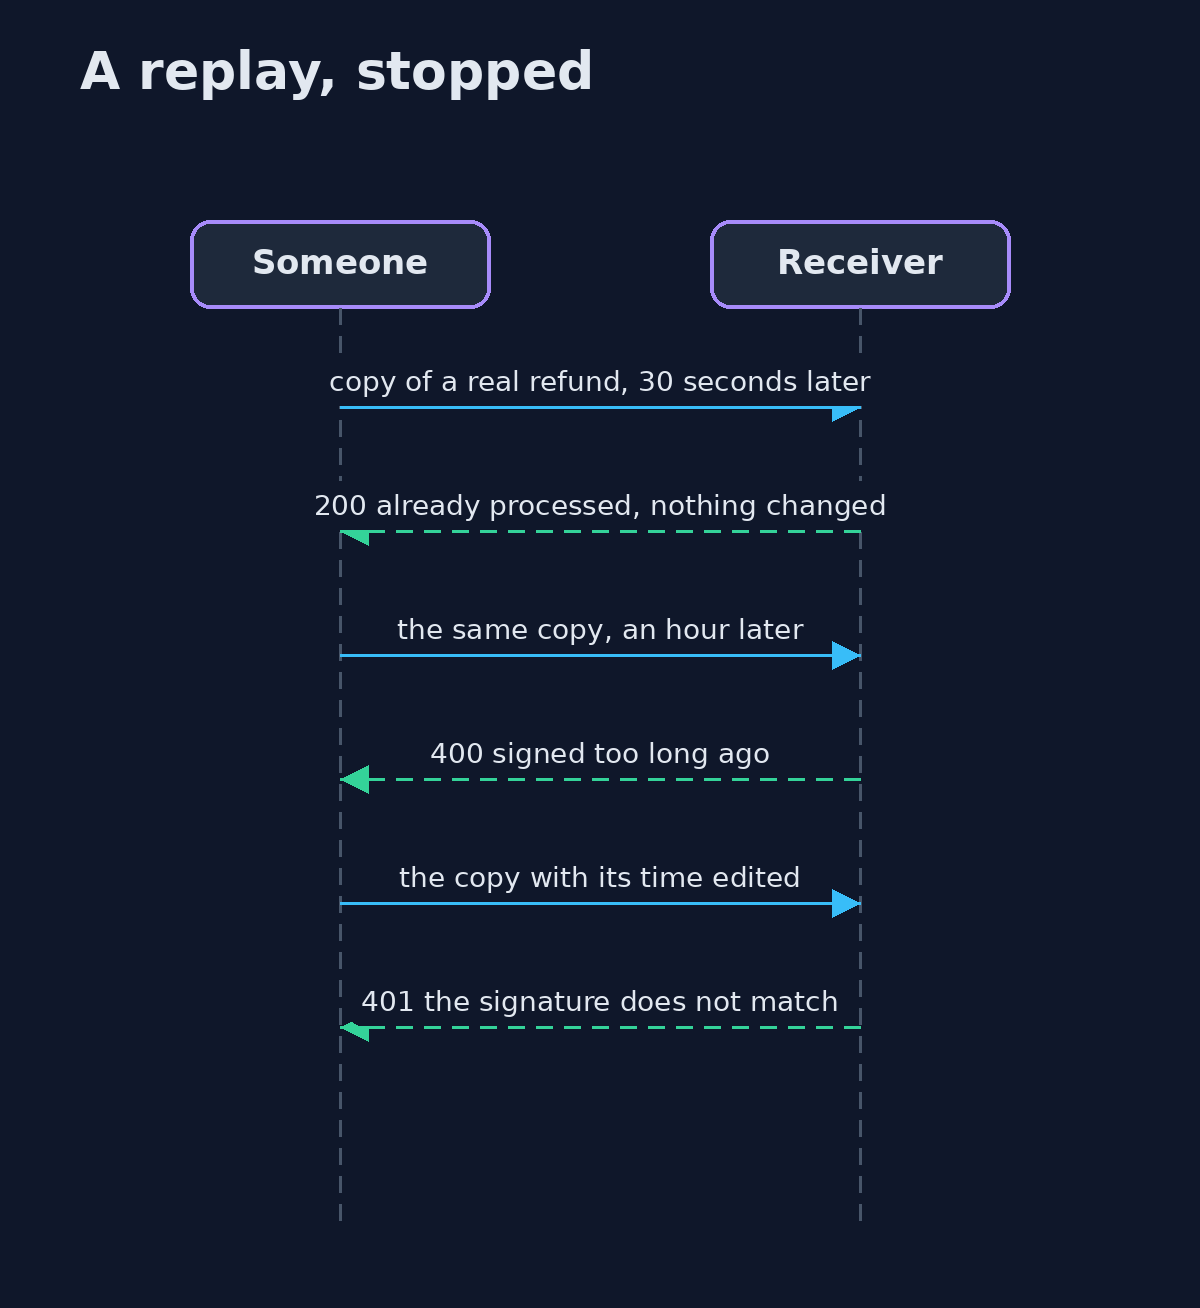 A replay, stopped
Someone
Receiver
copy of a real refund, 30 seconds later
200 already processed, nothing changed
the same copy, an hour later
400 signed too long ago
the copy with its time edited
401 the signature does not match